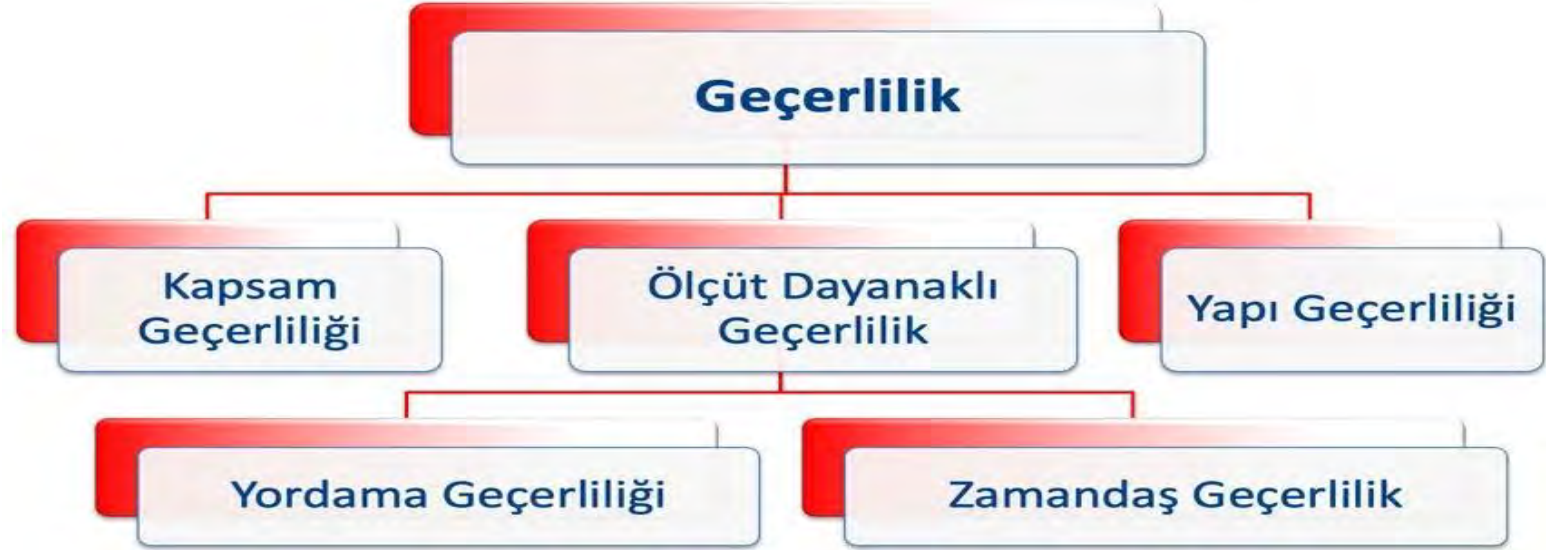 Geçerlilik
Kapsam
Geçerliliği
Ölçüt Dayanaklı
Geçerlilik
Yapı Geçerliliği
Yordama Geçerliliği
Zamandaş Geçerlilik